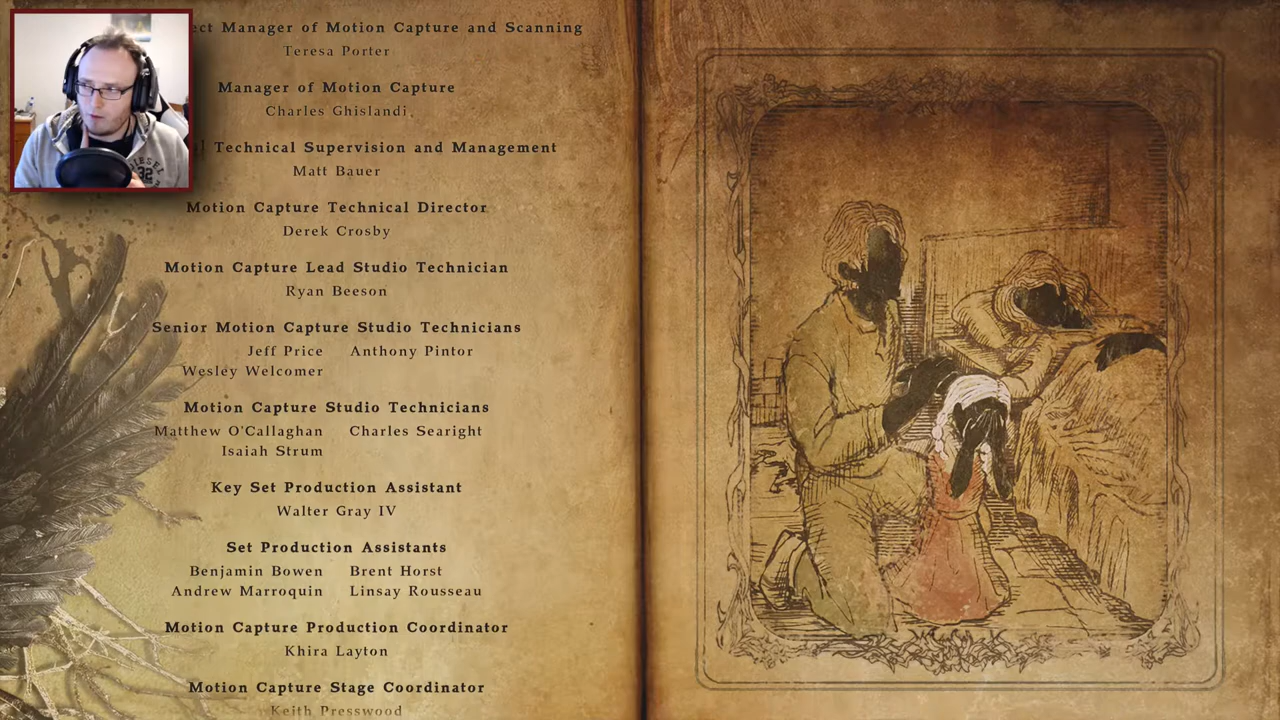 ect Manager of Motion Capture and Scanning
Teresa Porter
Manager of Motion Capture
Charles Ghislandi
Technical Supervision and Management
Matt Bauer
Motion Capture Technical Director
Derek Crosby
Motion Capture Lead Studio Technician
Ryan Beeson
Senior Motion Capture Studio Technicians
Jeff Price Anthony Pintor
Wesley Welcomer
Motion Capture Studio Technicians
Matthew O'Callaghan Charles Searight
Isaiah Strum
Key Set Production Assistant
Walter Gray IV
Set Production Assistants
Benjamin Bowen Brent Horst
Andrew Marroquin Linsay Rousseau
Motion Capture Production Coordinator
Khira Layton
Motion Capture Stage Coordinator
Keith Presswood
DIESEL
32